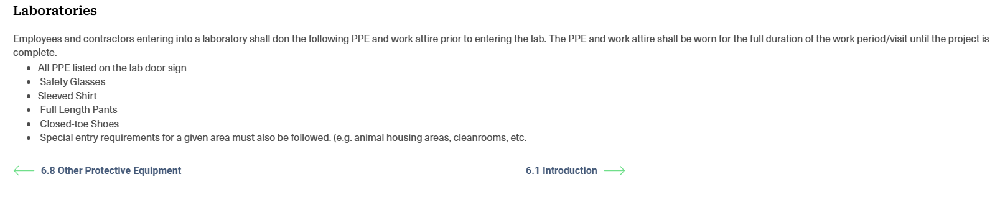 Laboratories
Employees and contractors entering into a laboratory shall don the following PPE and work attire prior to entering the lab. The PPE and work attire shall be worn for the full duration of the work period/visit until the project is
complete.
• All PPE listed on the lab door sign
• Safety Glasses
• Sleeved Shirt
• Full Length Pants
• Closed-toe Shoes
• Special entry requirements for a given area must also be followed. (e.g. animal housing areas, cleanrooms, etc.
6.8 Other Protective Equipment
6.1 Introduction